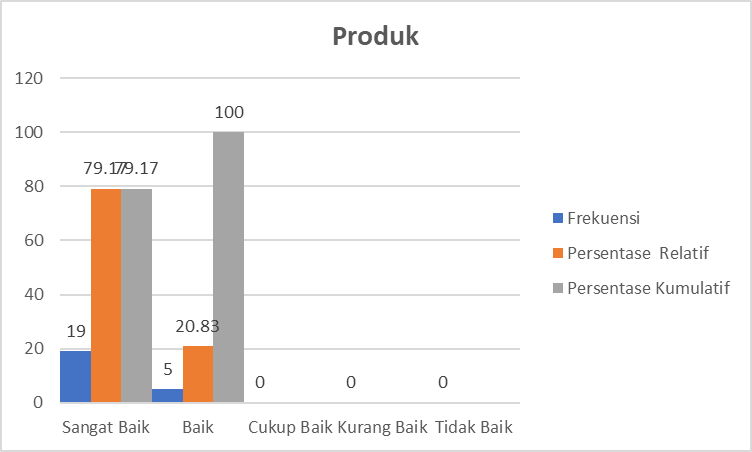 Produk
120
100
80
60
40
20
0
19
79.17
79.17
5
20.83
100
0
0
0
Sangat Baik
Baik
Cukup Baik
Kurang Baik
Tidak Baik
Frekuensi
Persentase Relatif
Persentase Kumulatif